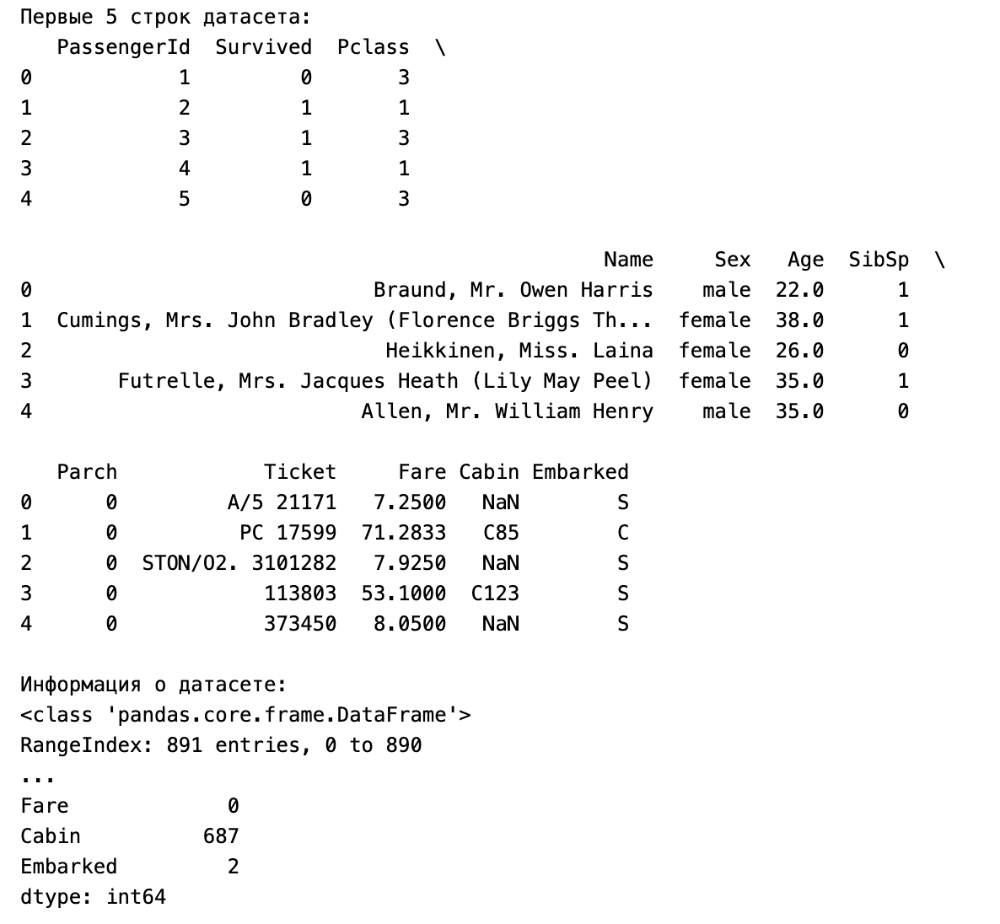 Первые 5 строк датасета:
   PassengerId  Survived  Pclass  \
0            1         0       3
1            2         1       1
2            3         1       3
3            4         1       1
4            5         0       3

                                                Name     Sex   Age  SibSp  \
0                            Braund, Mr. Owen Harris    male  22.0      1
1  Cumings, Mrs. John Bradley (Florence Briggs Th...  female  38.0      1
2                             Heikkinen, Miss. Laina  female  26.0      0
3       Futrelle, Mrs. Jacques Heath (Lily May Peel)  female  35.0      1
4                           Allen, Mr. William Henry    male  35.0      0

   Parch            Ticket     Fare Cabin Embarked
0      0         A/5 21171   7.2500   NaN        S
1      0          PC 17599  71.2833   C85        C
2      0  STON/O2. 3101282   7.9250   NaN        S
3      0            113803  53.1000  C123        S
4      0            373450   8.0500   NaN        S

Информация о датасете:
<class 'pandas.core.frame.DataFrame'>
RangeIndex: 891 entries, 0 to 890
...
Fare             0
Cabin          687
Embarked         2
dtype: int64